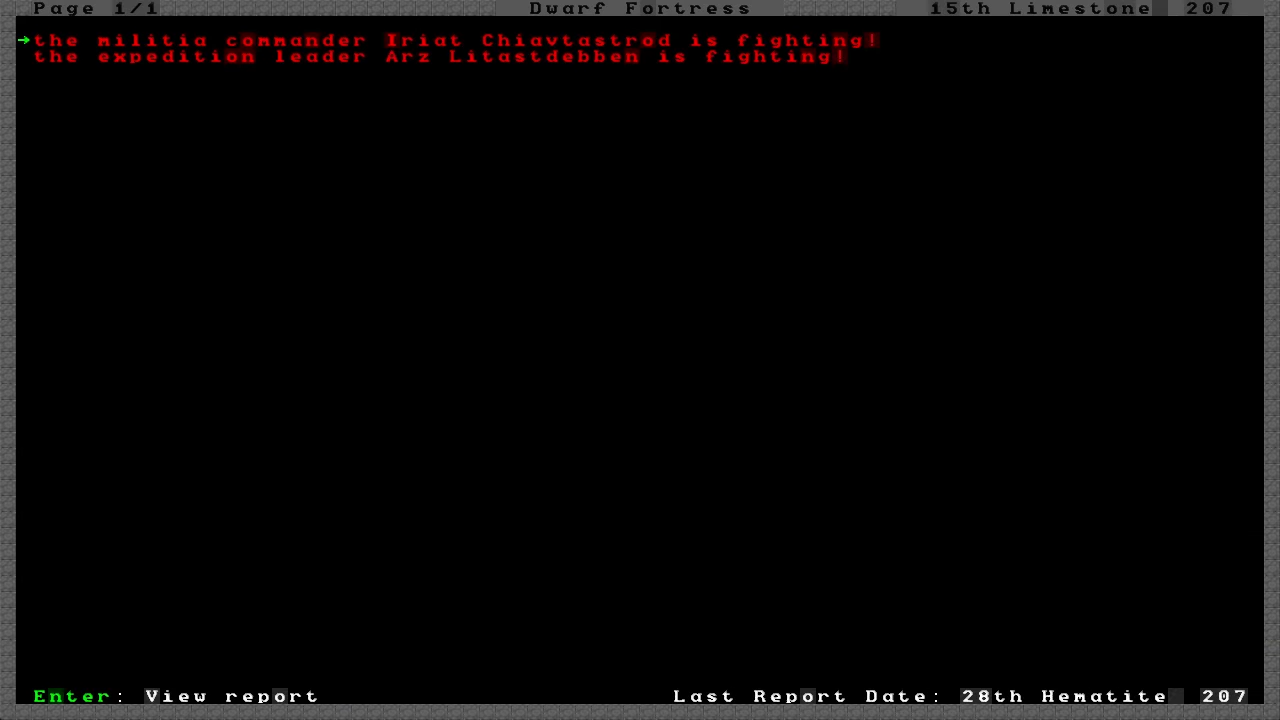 Page 1/1 Dwarf Fortress 15th Limestone 207
the militia commander Iriat Chiavtastrod is fighting!
the expedition leader Arz Litastdebben is fighting!
Enter: View report Last Report Date: 28th Hematite 207